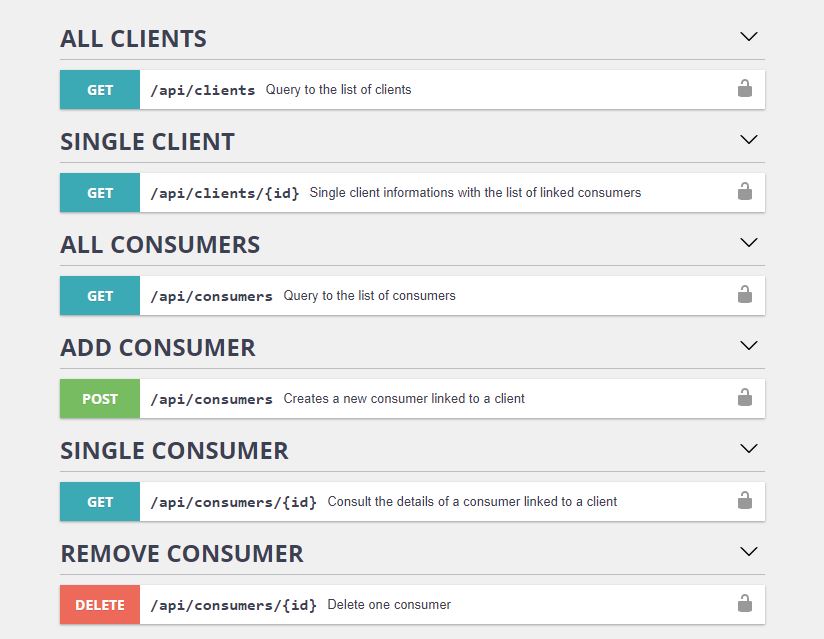 ALL CLIENTS
GET /api/clients Query to the list of clients
SINGLE CLIENT
GET /api/clients/{id} Single client informations with the list of linked consumers
ALL CONSUMERS
GET /api/consumers Query to the list of consumers
ADD CONSUMER
POST /api/consumers Creates a new consumer linked to a client
SINGLE CONSUMER
GET /api/consumers/{id} Consult the details of a consumer linked to a client
REMOVE CONSUMER
DELETE /api/consumers/{id} Delete one consumer